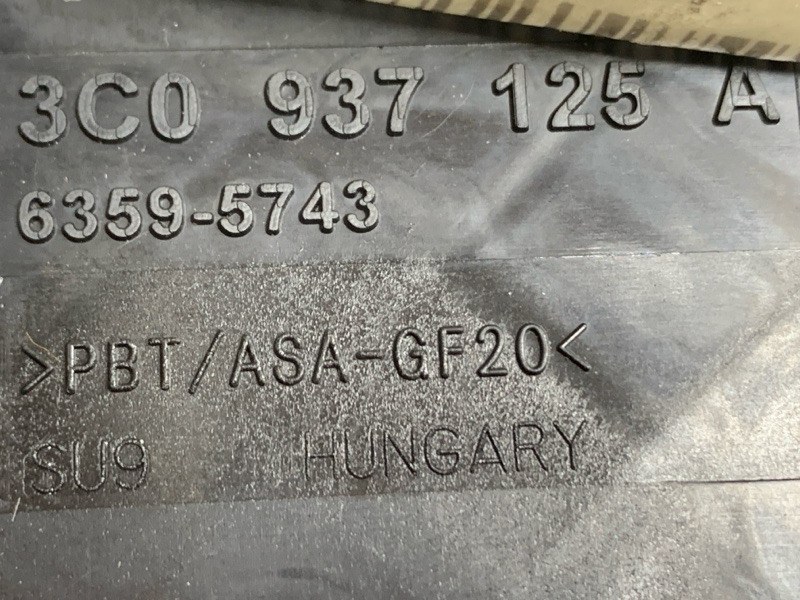 3C0 937 125 A
6359-5743
>PBT/ASA-GF20<
SU9 HUNGARY